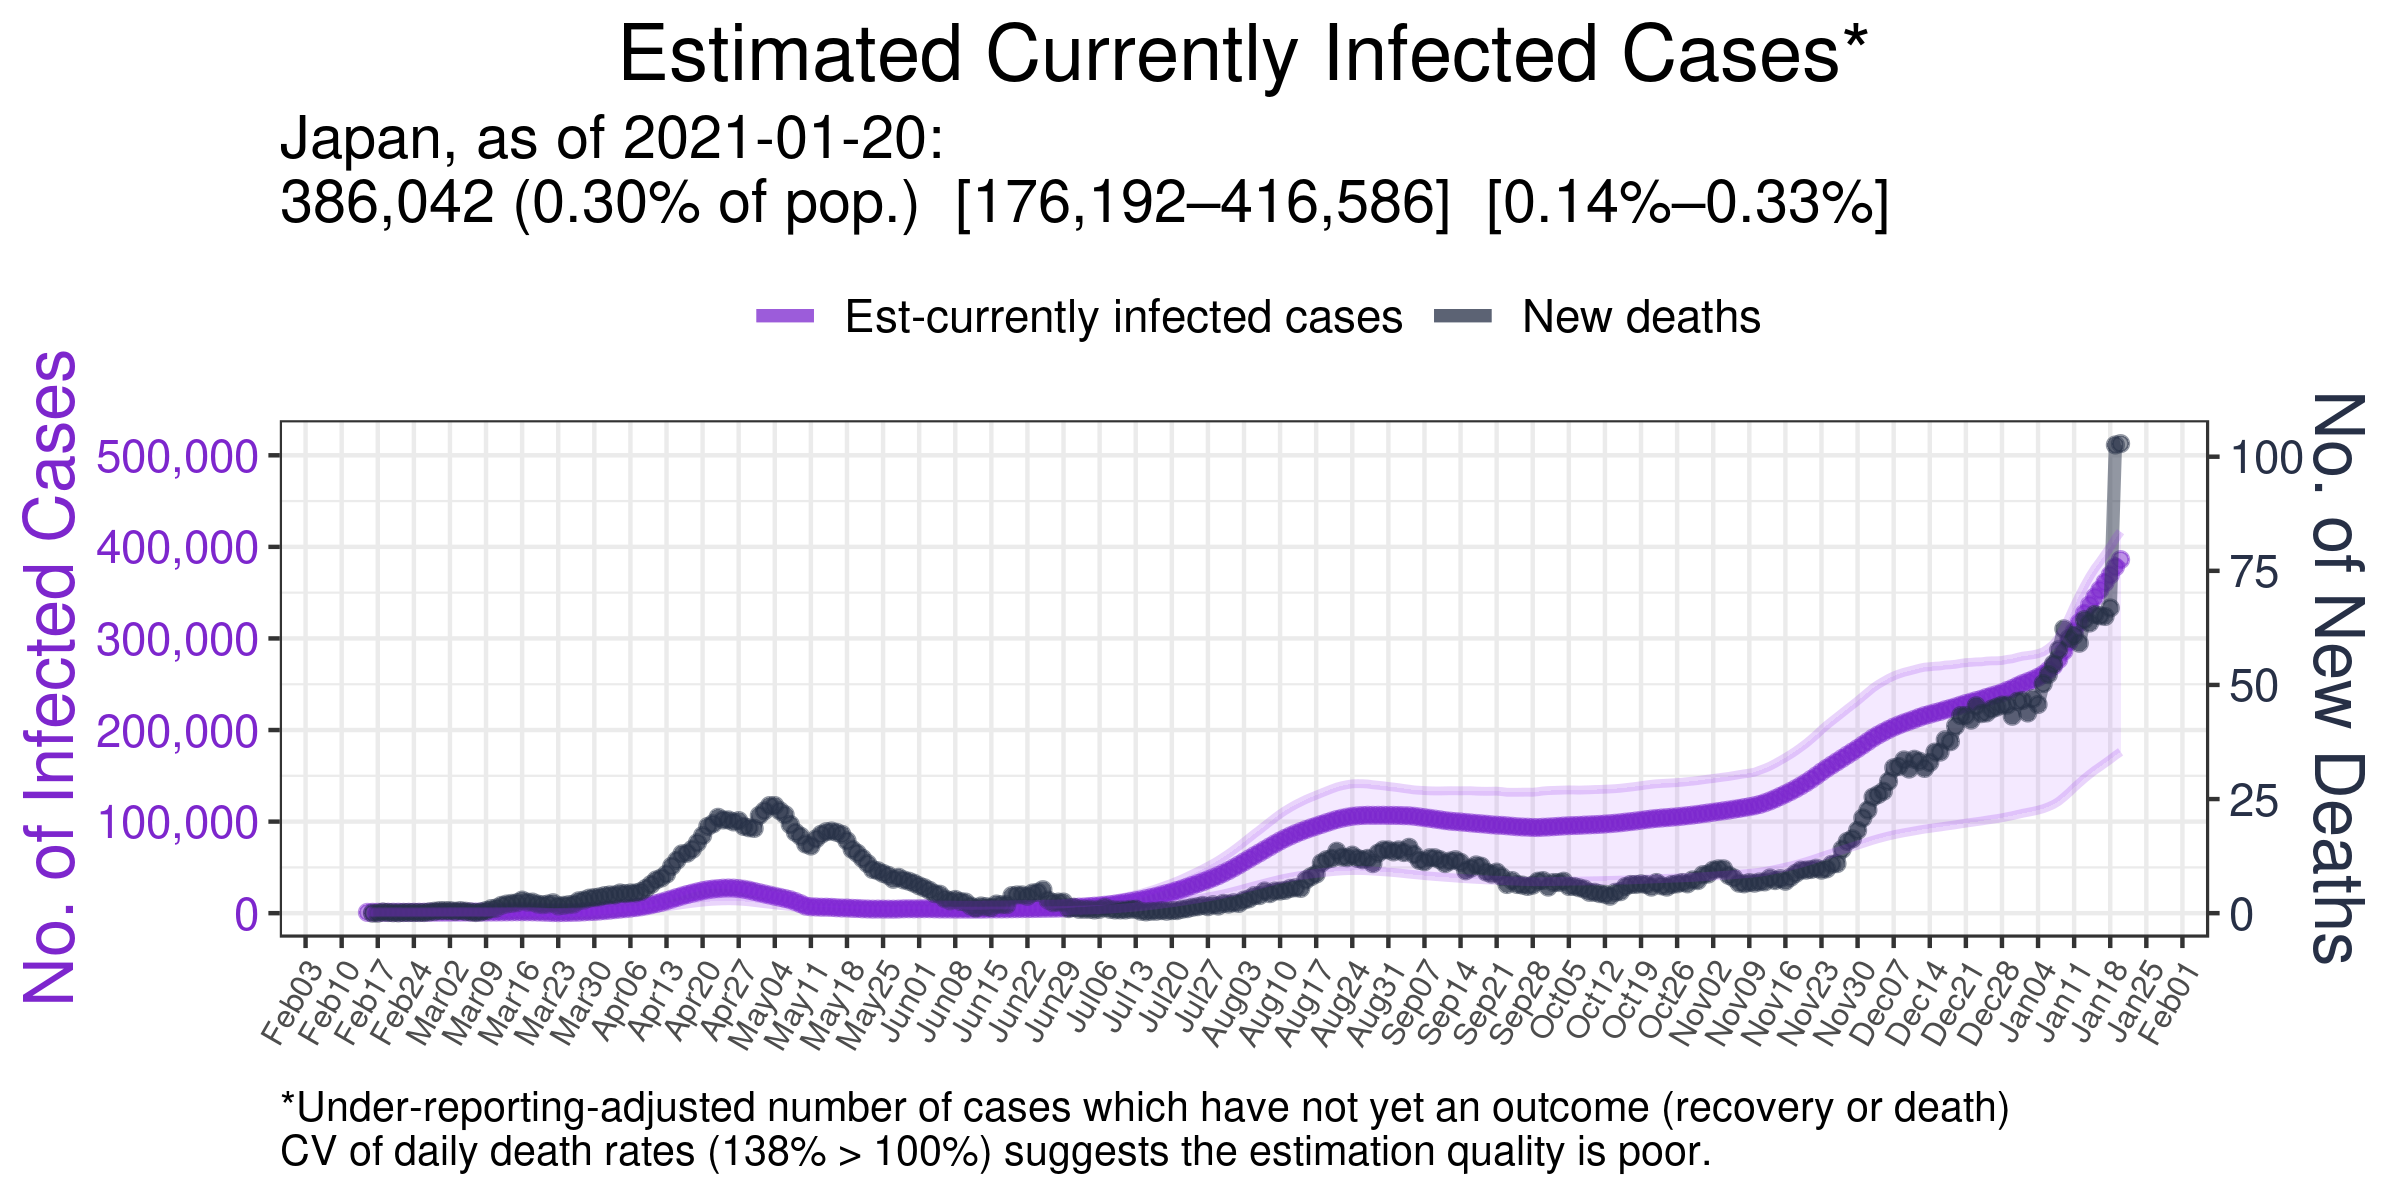 Estimated Currently Infected Cases*
Japan, as of 2021-01-20:
386,042 (0.30% of pop.)  [176,192–416,586]  [0.14%–0.33%]
Est-currently infected cases
New deaths
No. of Infected Cases
500,000
400,000
300,000
200,000
100,000
0
100
75
50
25
0
No. of New Deaths
Feb03
Feb10
Feb17
Feb24
Mar02
Mar09
Mar16
Mar23
Mar30
Apr06
Apr13
Apr20
Apr27
May04
May11
May18
May25
Jun01
Jun08
Jun15
Jun22
Jun29
Jul06
Jul13
Jul20
Jul27
Aug03
Aug10
Aug17
Aug24
Aug31
Sep07
Sep14
Sep21
Sep28
Oct05
Oct12
Oct19
Oct26
Nov02
Nov09
Nov16
Nov23
Nov30
Dec07
Dec14
Dec21
Dec28
Jan04
Jan11
Jan18
Jan25
Feb01
*Under-reporting-adjusted number of cases which have not yet an outcome (recovery or death)
CV of daily death rates (138% > 100%) suggests the estimation quality is poor.